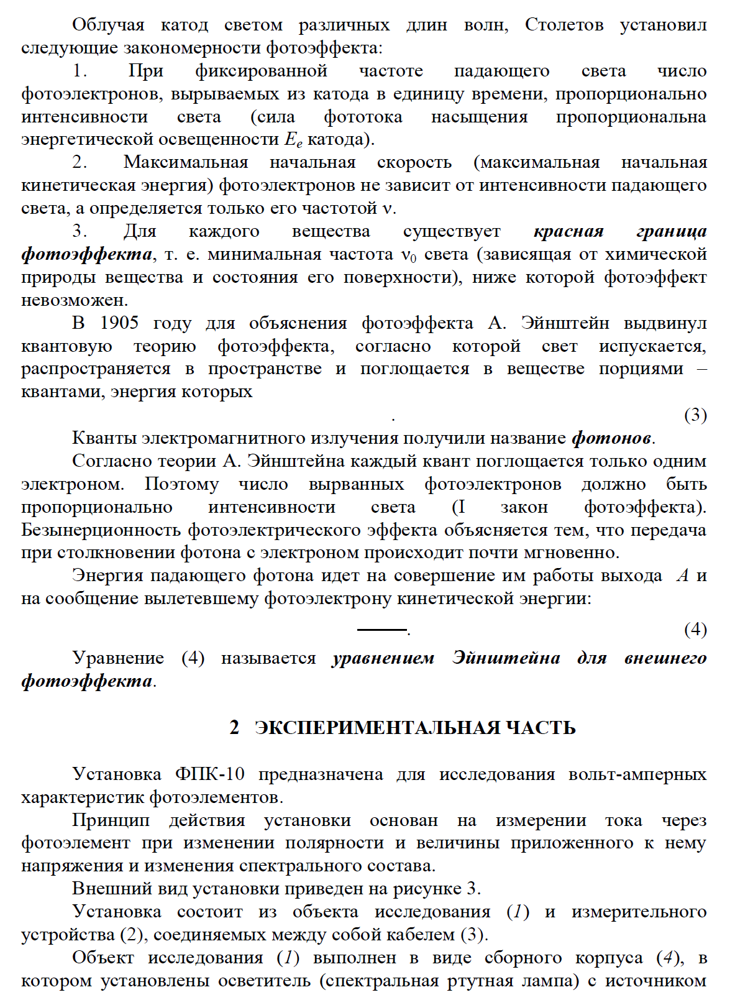 Облучая катод светом различных длин волн, Столетов установил
следующие закономерности фотоэффекта:
1. При фиксированной частоте падающего света число
фотоэлектронов, вырываемых из катода в единицу времени, пропорционально
интенсивности света (сила фототока насыщения пропорциональна
энергетической освещенности Eₑ катода).
2. Максимальная начальная скорость (максимальная начальная
кинетическая энергия) фотоэлектронов не зависит от интенсивности падающего
света, а определяется только его частотой ν.
3. Для каждого вещества существует красная граница
фотоэффекта, т. е. минимальная частота ν₀ света (зависящая от химической
природы вещества и состояния его поверхности), ниже которой фотоэффект
невозможен.
В 1905 году для объяснения фотоэффекта А. Эйнштейн выдвинул
квантовую теорию фотоэффекта, согласно которой свет испускается,
распространяется в пространстве и поглощается в веществе порциями –
квантами, энергия которых
. (3)
Кванты электромагнитного излучения получили название фотонов.
Согласно теории А. Эйнштейна каждый квант поглощается только одним
электроном. Поэтому число вырванных фотоэлектронов должно быть
пропорционально интенсивности света (I закон фотоэффекта).
Безынерционность фотоэлектрического эффекта объясняется тем, что передача
при столкновении фотона с электроном происходит почти мгновенно.
Энергия падающего фотона идет на совершение им работы выхода A и
на сообщение вылетевшему фотоэлектрону кинетической энергии:
. (4)
Уравнение (4) называется уравнением Эйнштейна для внешнего
фотоэффекта.
2 ЭКСПЕРИМЕНТАЛЬНАЯ ЧАСТЬ
Установка ФПК-10 предназначена для исследования вольт-амперных
характеристик фотоэлементов.
Принцип действия установки основан на измерении тока через
фотоэлемент при изменении полярности и величины приложенного к нему
напряжения и изменения спектрального состава.
Внешний вид установки приведен на рисунке 3.
Установка состоит из объекта исследования (1) и измерительного
устройства (2), соединяемых между собой кабелем (3).
Объект исследования (1) выполнен в виде сборного корпуса (4), в
котором установлены осветитель (спектральная ртутная лампа) с источником